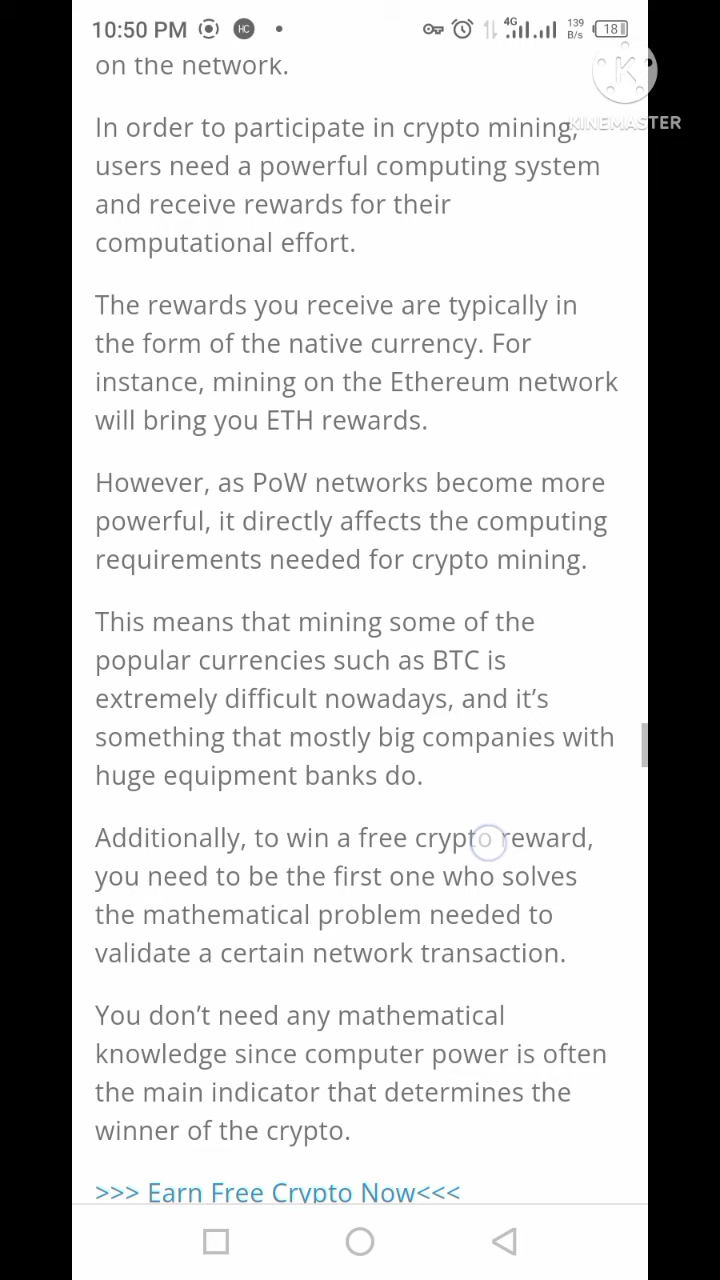 10:50 PM HC 4G 139 B/s 18
KINEMASTER
on the network.
In order to participate in crypto mining,
users need a powerful computing system
and receive rewards for their
computational effort.
The rewards you receive are typically in
the form of the native currency. For
instance, mining on the Ethereum network
will bring you ETH rewards.
However, as PoW networks become more
powerful, it directly affects the computing
requirements needed for crypto mining.
This means that mining some of the
popular currencies such as BTC is
extremely difficult nowadays, and it’s
something that mostly big companies with
huge equipment banks do.
Additionally, to win a free crypto reward,
you need to be the first one who solves
the mathematical problem needed to
validate a certain network transaction.
You don’t need any mathematical
knowledge since computer power is often
the main indicator that determines the
winner of the crypto.
>>> Earn Free Crypto Now<<<